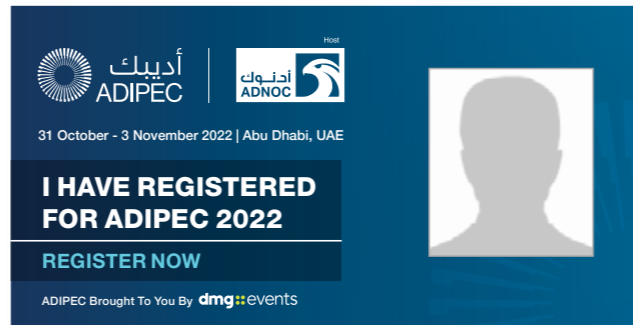 Host
أديبك
ADIPEC
أدنوك
ADNOC
31 October - 3 November 2022 | Abu Dhabi, UAE
I HAVE REGISTERED
FOR ADIPEC 2022
REGISTER NOW
ADIPEC Brought To You By dmg::events